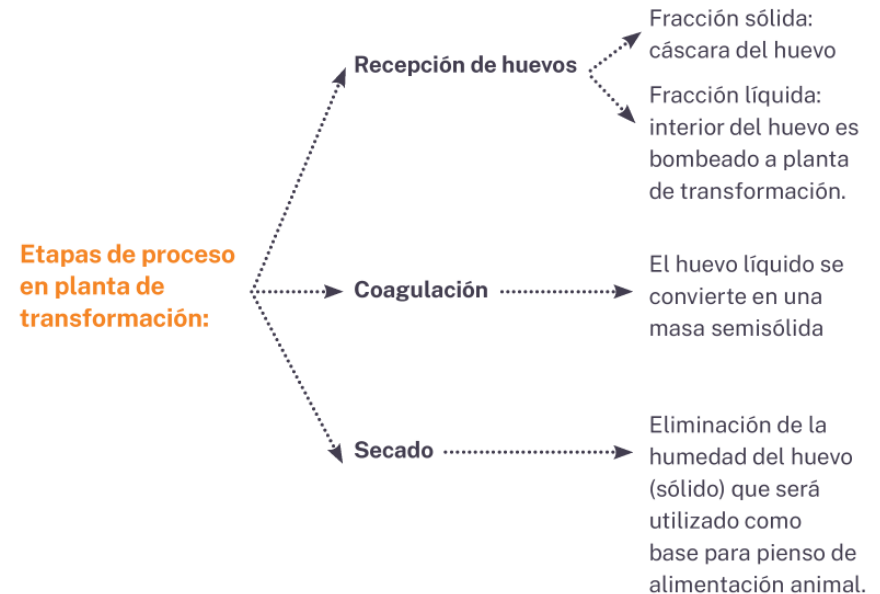 Etapas de proceso
en planta de
transformación:
Recepción de huevos
Fracción sólida:
cáscara del huevo
Fracción líquida:
interior del huevo es
bombeado a planta
de transformación.
Coagulación
El huevo líquido se
convierte en una
masa semisólida
Secado
Eliminación de la
humedad del huevo
(sólido) que será
utilizado como
base para pienso de
alimentación animal.